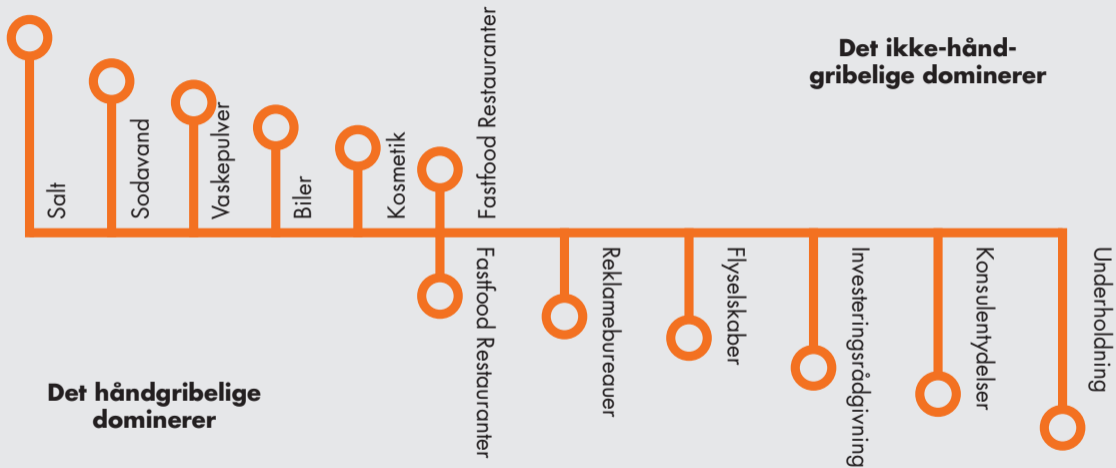 Det ikke-hånd-
gribelige dominerer
Salt
Sodavand
Vaskepulver
Biler
Kosmetik
Fastfood Restauranter
Fastfood Restauranter
Reklamebureauer
Flyselskaber
Investeringsrådgivning
Konsulentydelser
Underholdning
Det håndgribelige
dominerer